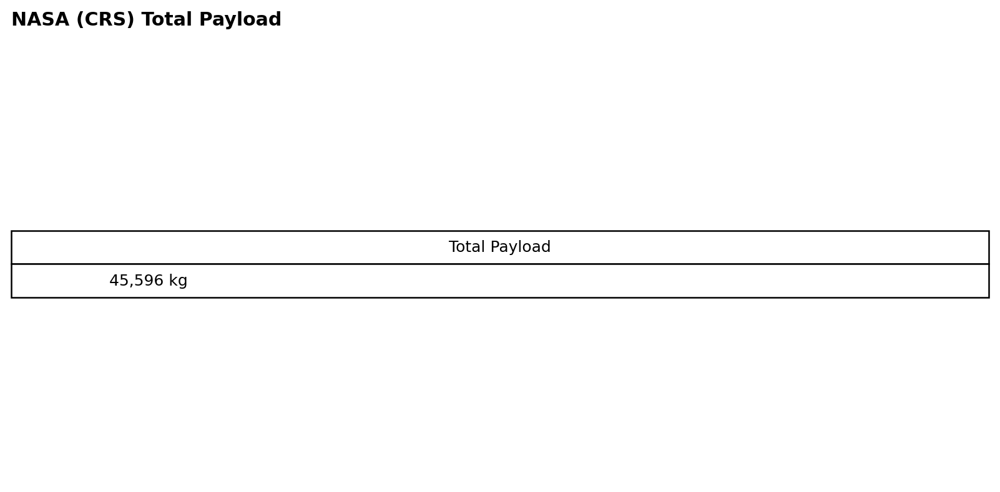 NASA (CRS) Total Payload
Total Payload
45,596 kg